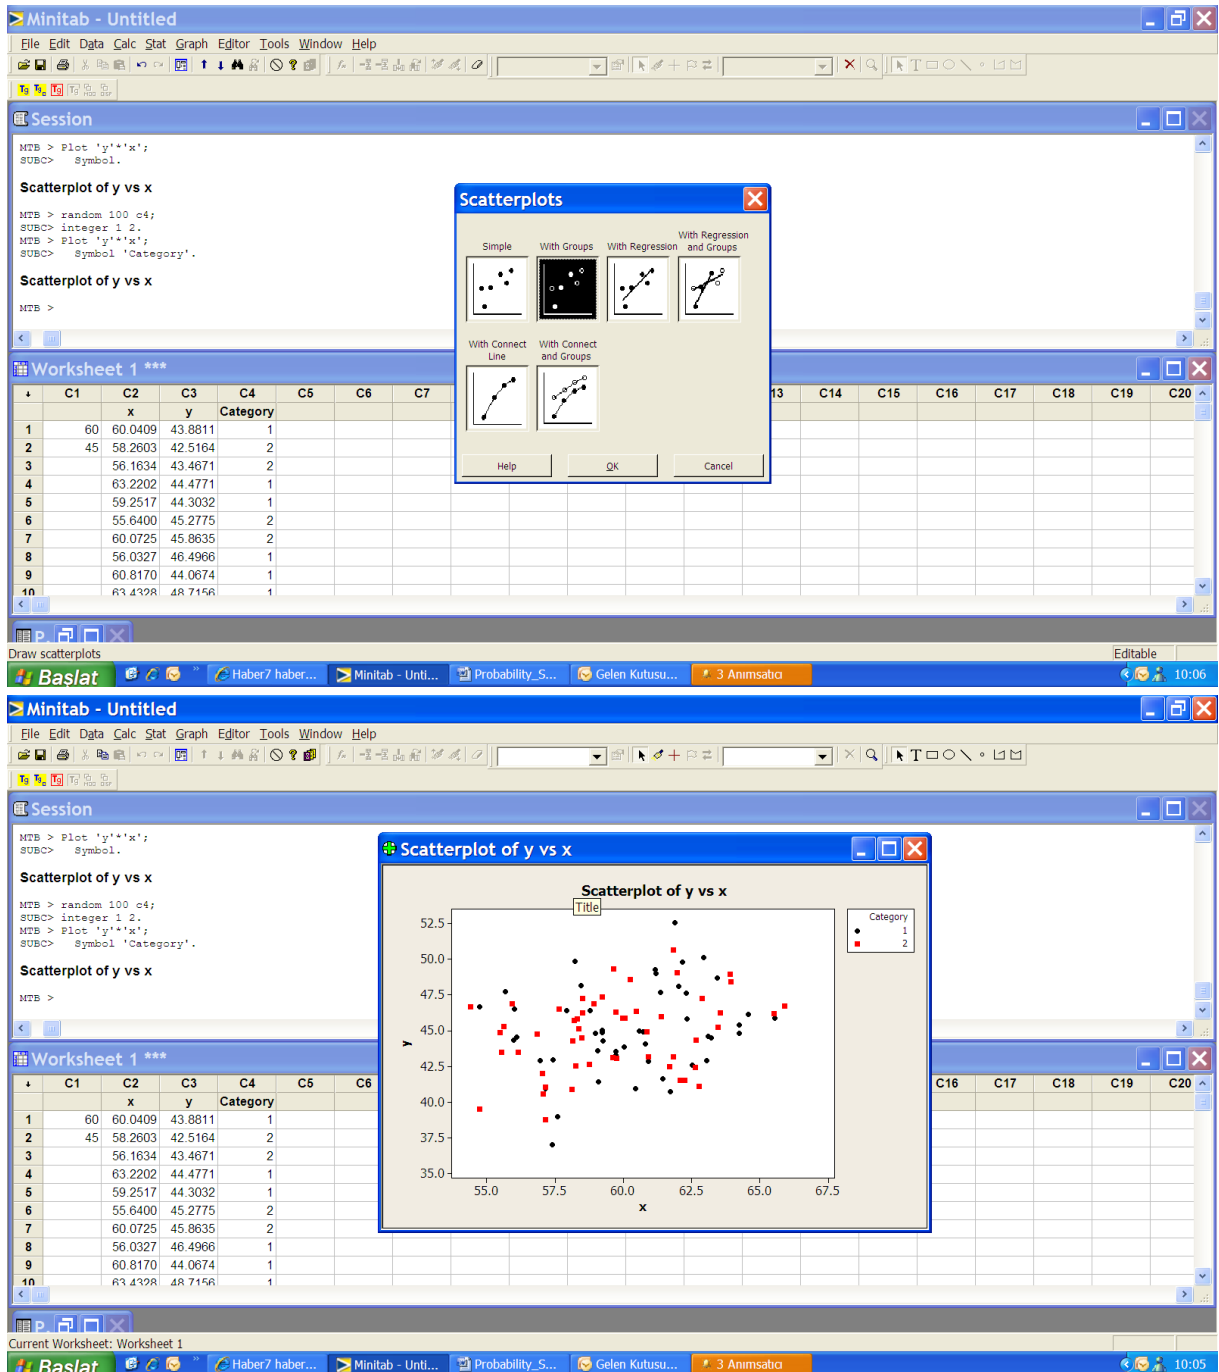 Minitab - Untitled
File Edit Data Calc Stat Graph Editor Tools Window Help
Session
MTB > Plot 'y'*'x';
SUBC>   Symbol.
Scatterplot of y vs x
MTB > random 100 c4;
SUBC> integer 1 2.
MTB > Plot 'y'*'x';
SUBC>   Symbol 'Category'.
Scatterplot of y vs x
MTB >
Scatterplots
Simple With Groups With Regression With Regression and Groups
With Connect Line With Connect and Groups
Help OK Cancel
Worksheet 1 ***
C1 C2 C3 C4 C5 C6 C7 13 C14 C15 C16 C17 C18 C19 C20
x y Category
1 60 60.0409 43.8811 1
2 45 58.2603 42.5164 2
3 56.1634 43.4671 2
4 63.2202 44.4771 1
5 59.2517 44.3032 1
6 55.6400 45.2775 2
7 60.0725 45.8635 2
8 56.0327 46.4966 1
9 60.8170 44.0674 1
10 63.4328 48.7156 1
P.
Draw scatterplots Editable
Başlat Haber7 haber... Minitab - Unti... Probability_S... Gelen Kutusu... 3 Anımsatıcı 10:06
Minitab - Untitled
File Edit Data Calc Stat Graph Editor Tools Window Help
Session
MTB > Plot 'y'*'x';
SUBC>   Symbol.
Scatterplot of y vs x
MTB > random 100 c4;
SUBC> integer 1 2.
MTB > Plot 'y'*'x';
SUBC>   Symbol 'Category'.
Scatterplot of y vs x
MTB >
Scatterplot of y vs x
Scatterplot of y vs x
Title
Category
1
2
52.5
50.0
47.5
45.0
42.5
40.0
37.5
35.0
y
55.0 57.5 60.0 62.5 65.0 67.5
x
Worksheet 1 ***
C1 C2 C3 C4 C5 C6 C16 C17 C18 C19 C20
x y Category
1 60 60.0409 43.8811 1
2 45 58.2603 42.5164 2
3 56.1634 43.4671 2
4 63.2202 44.4771 1
5 59.2517 44.3032 1
6 55.6400 45.2775 2
7 60.0725 45.8635 2
8 56.0327 46.4966 1
9 60.8170 44.0674 1
10 63.4328 48.7156 1
P.
Current Worksheet: Worksheet 1
Başlat Haber7 haber... Minitab - Unti... Probability_S... Gelen Kutusu... 3 Anımsatıcı 10:05